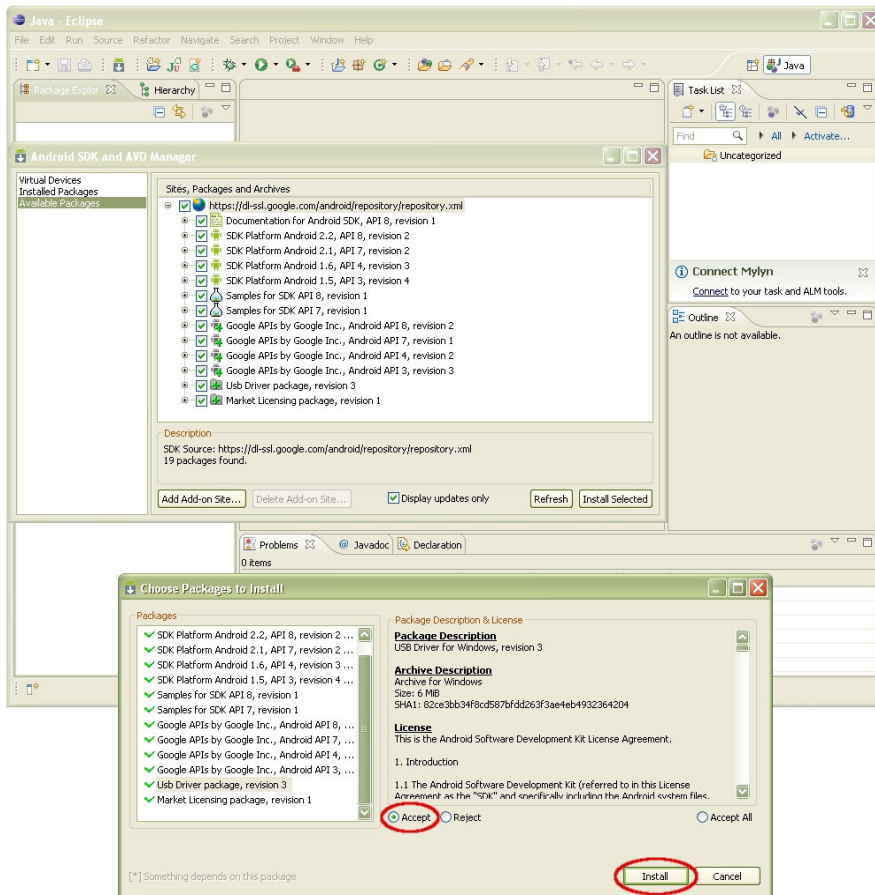 Java - Eclipse
File Edit Run Source Refactor Navigate Search Project Window Help
Java
Package Explor
Hierarchy
Task List
Find
All
Activate...
Uncategorized
Android SDK and AVD Manager
Virtual Devices
Installed Packages
Available Packages
Sites, Packages and Archives
https://dl-ssl.google.com/android/repository/repository.xml
Documentation for Android SDK, API 8, revision 1
SDK Platform Android 2.2, API 8, revision 2
SDK Platform Android 2.1, API 7, revision 2
SDK Platform Android 1.6, API 4, revision 3
SDK Platform Android 1.5, API 3, revision 4
Samples for SDK API 8, revision 1
Samples for SDK API 7, revision 1
Google APIs by Google Inc., Android API 8, revision 2
Google APIs by Google Inc., Android API 7, revision 1
Google APIs by Google Inc., Android API 4, revision 2
Google APIs by Google Inc., Android API 3, revision 3
Usb Driver package, revision 3
Market Licensing package, revision 1
Description
SDK Source: https://dl-ssl.google.com/android/repository/repository.xml
19 packages found.
Add Add-on Site...
Delete Add-on Site...
Display updates only
Refresh
Install Selected
Connect Mylyn
Connect to your task and ALM tools.
Outline
An outline is not available.
Problems
@ Javadoc
Declaration
0 items
Choose Packages to Install
Packages
SDK Platform Android 2.2, API 8, revision 2 ...
SDK Platform Android 2.1, API 7, revision 2 ...
SDK Platform Android 1.6, API 4, revision 3 ...
SDK Platform Android 1.5, API 3, revision 4 ...
Samples for SDK API 8, revision 1
Samples for SDK API 7, revision 1
Google APIs by Google Inc., Android API 8, ...
Google APIs by Google Inc., Android API 7, ...
Google APIs by Google Inc., Android API 4, ...
Google APIs by Google Inc., Android API 3, ...
Usb Driver package, revision 3
Market Licensing package, revision 1
[*] Something depends on this package
Package Description & License
Package Description
USB Driver for Windows, revision 3
Archive Description
Archive for Windows
Size: 6 MiB
SHA1: 82ce3bb34f8cd587bfdd263f3ae4eb4932364204
License
This is the Android Software Development Kit License Agreement.
1. Introduction
1.1 The Android Software Development Kit (referred to in this License
Agreement as the "SDK" and specifically including the Android system files,
Accept
Reject
Accept All
Install
Cancel